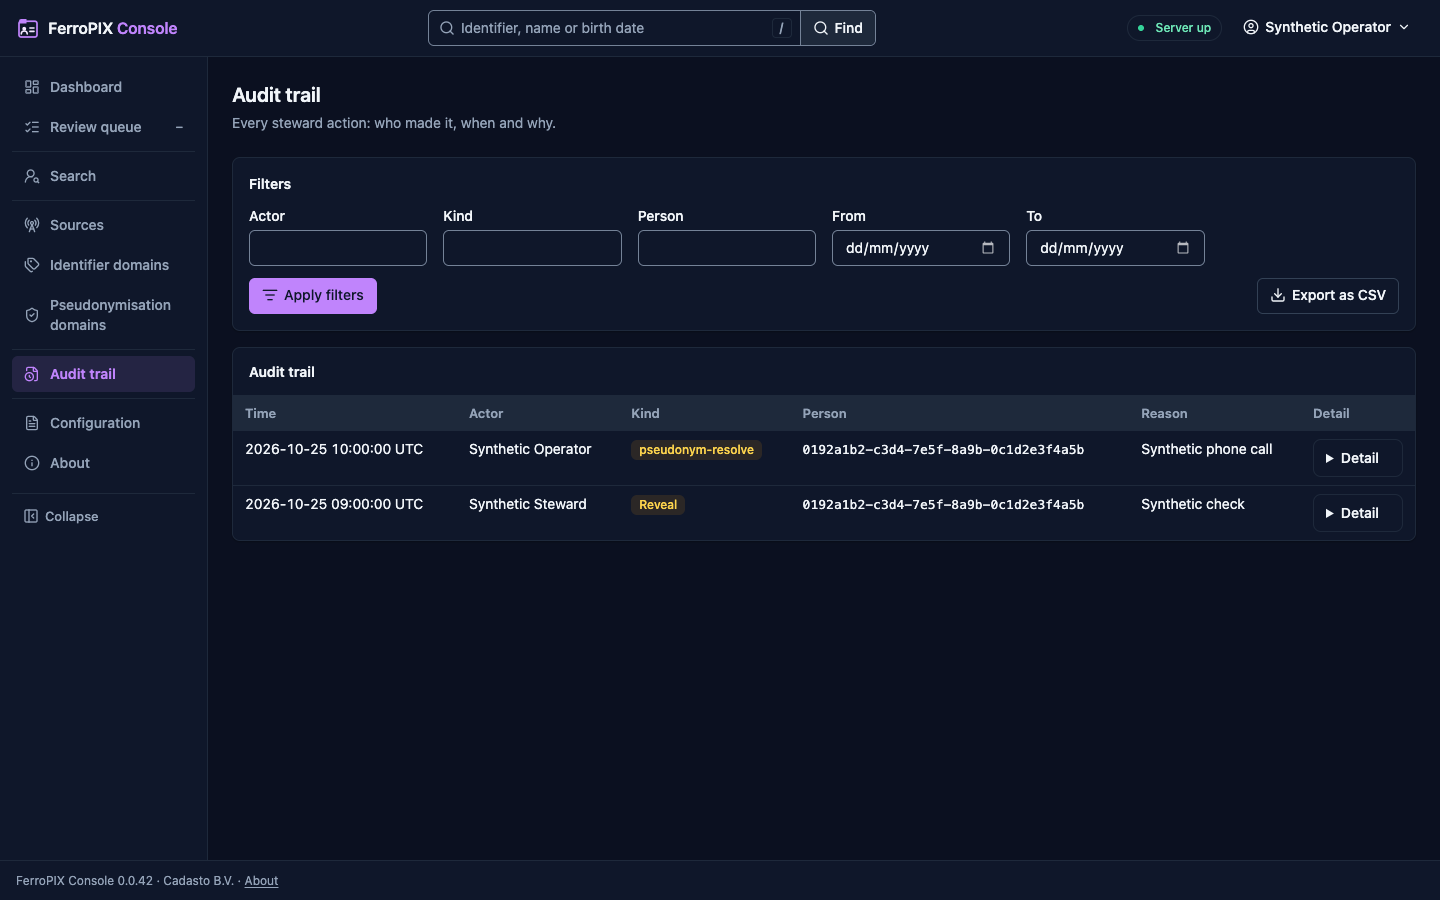 FerroPIX Console
Identifier, name or birth date
/
Find
Server up
Synthetic Operator
Dashboard
Review queue –
Search
Sources
Identifier domains
Pseudonymisation
domains
Audit trail
Configuration
About
Collapse
Audit trail
Every steward action: who made it, when and why.
Filters
Actor Kind Person From To
dd/mm/yyyy dd/mm/yyyy
Apply filters
Export as CSV
Audit trail
Time Actor Kind Person Reason Detail
2026-10-25 10:00:00 UTC Synthetic Operator pseudonym-resolve 0192a1b2-c3d4-7e5f-8a9b-0c1d2e3f4a5b Synthetic phone call Detail
2026-10-25 09:00:00 UTC Synthetic Steward Reveal 0192a1b2-c3d4-7e5f-8a9b-0c1d2e3f4a5b Synthetic check Detail
FerroPIX Console 0.0.42 · Cadasto B.V. · About